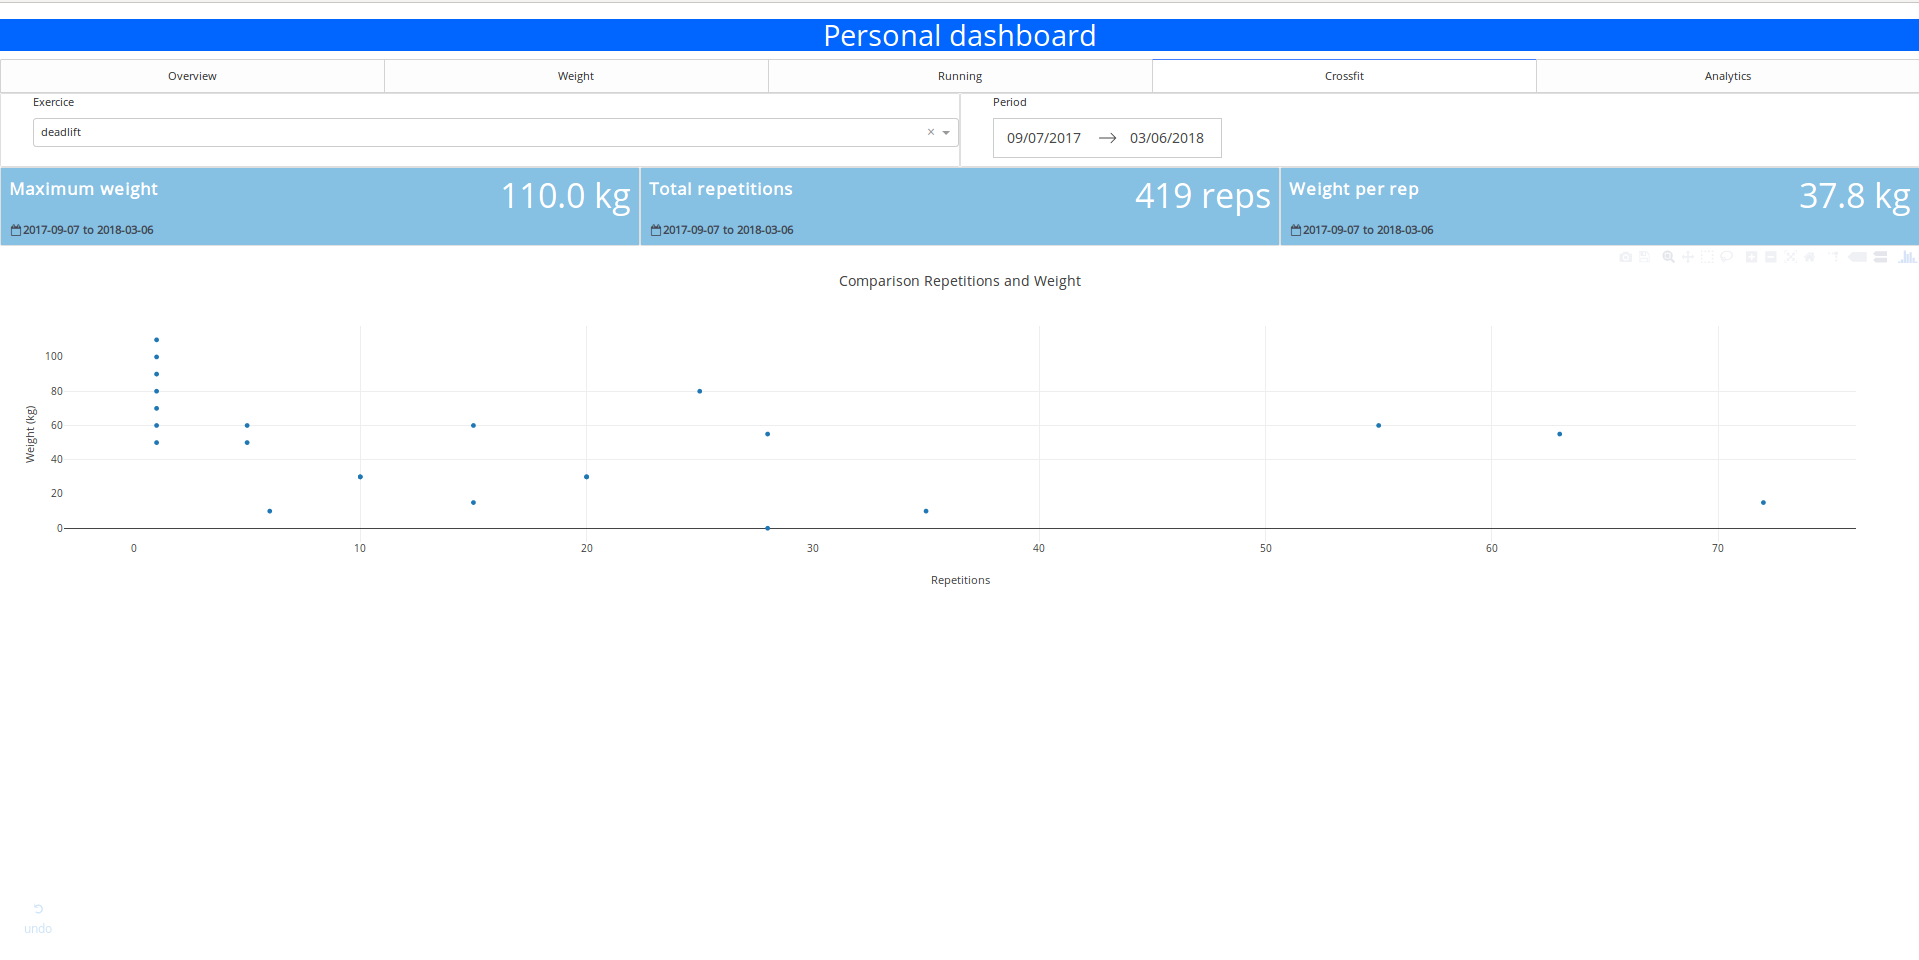 Personal dashboard
Overview Weight Running Crossfit Analytics
Exercice Period
deadlift × 09/07/2017 → 03/06/2018
Maximum weight 110.0 kg Total repetitions 419 reps Weight per rep 37.8 kg
2017-09-07 to 2018-03-06 2017-09-07 to 2018-03-06 2017-09-07 to 2018-03-06
Comparison Repetitions and Weight
100
80
60
40
20
0
Weight (kg)
0 10 20 30 40 50 60 70
Repetitions
undo